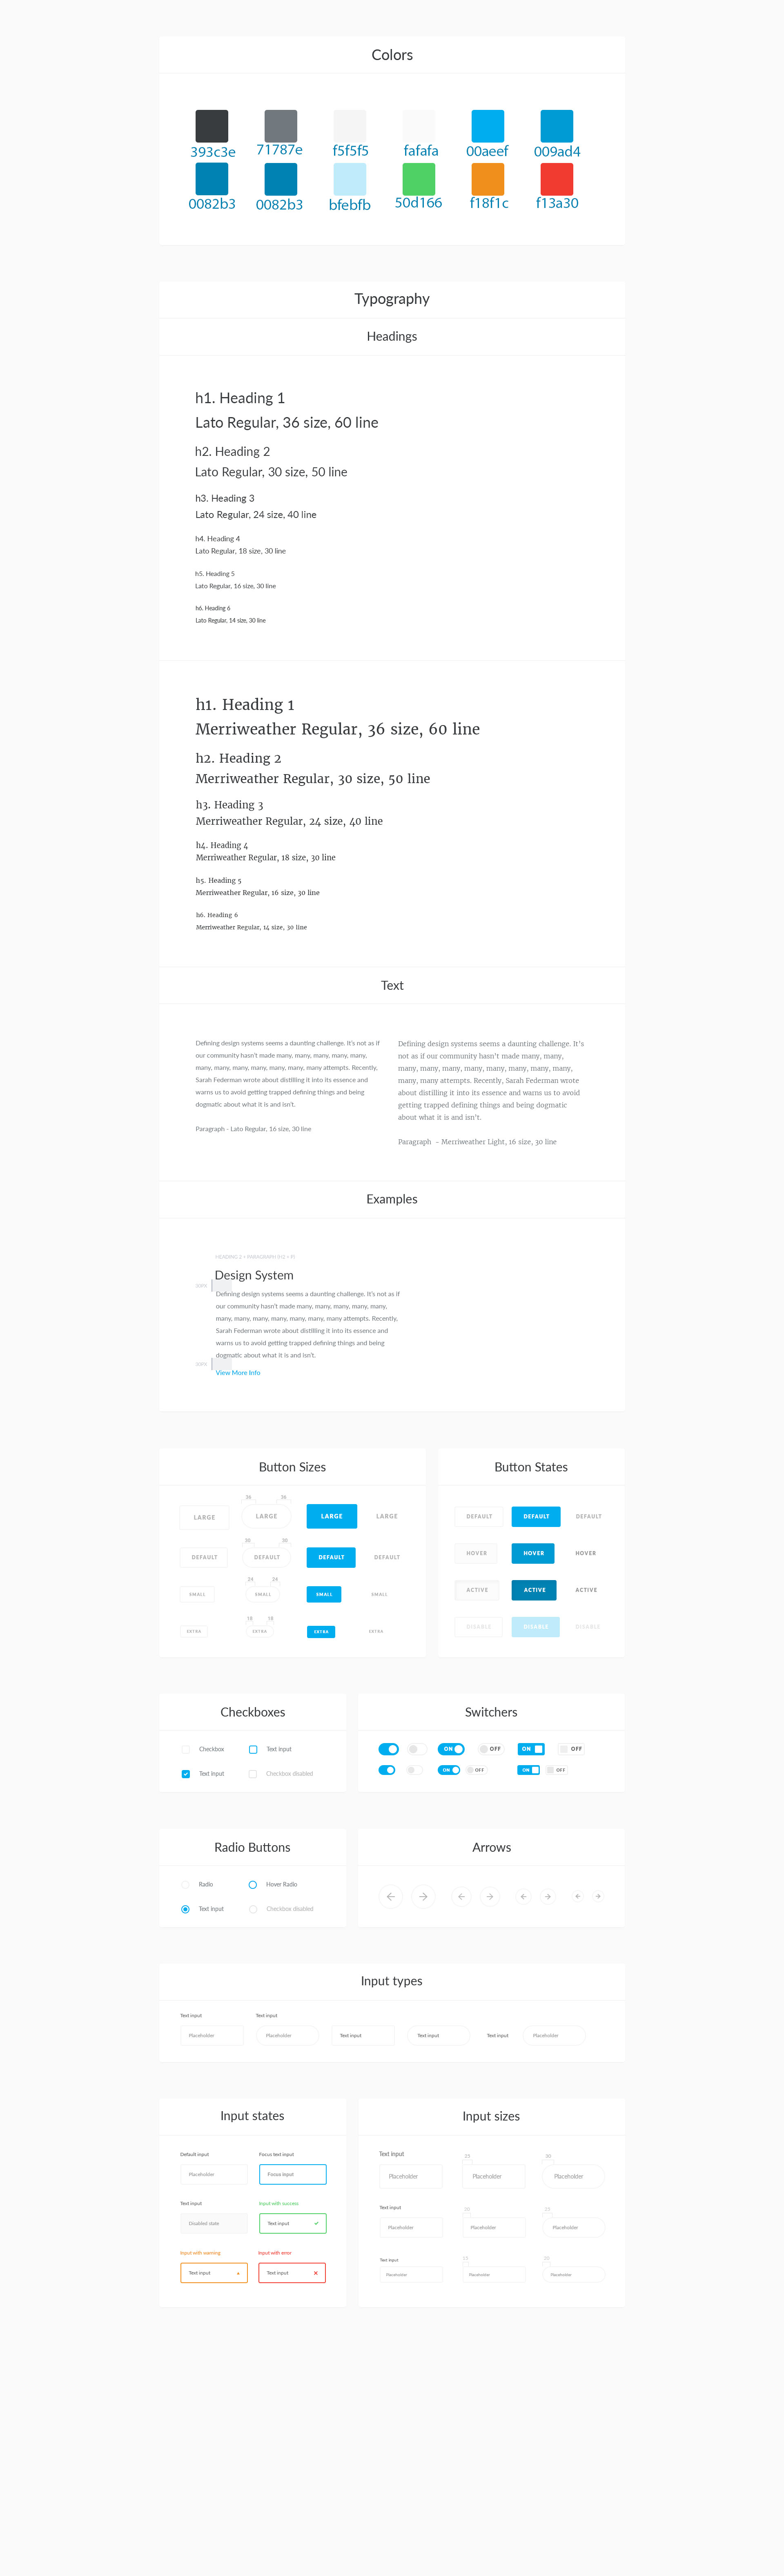 Colors
393c3e 71787e f5f5f5 fafafa 00aeef 009ad4
0082b3 0082b3 bfebfb 50d166 f18f1c f13a30
Typography
Headings
h1. Heading 1
Lato Regular, 36 size, 60 line
h2. Heading 2
Lato Regular, 30 size, 50 line
h3. Heading 3
Lato Regular, 24 size, 40 line
h4. Heading 4
Lato Regular, 18 size, 30 line
h5. Heading 5
Lato Regular, 16 size, 30 line
h6. Heading 6
Lato Regular, 14 size, 30 line
h1. Heading 1
Merriweather Regular, 36 size, 60 line
h2. Heading 2
Merriweather Regular, 30 size, 50 line
h3. Heading 3
Merriweather Regular, 24 size, 40 line
h4. Heading 4
Merriweather Regular, 18 size, 30 line
h5. Heading 5
Merriweather Regular, 16 size, 30 line
h6. Heading 6
Merriweather Regular, 14 size, 30 line
Text
Defining design systems seems a daunting challenge. It's not as if
our community hasn't made many, many, many, many, many,
many, many, many, many, many, many, many attempts. Recently,
Sarah Federman wrote about distilling it into its essence and
warns us to avoid getting trapped defining things and being
dogmatic about what it is and isn't.
Paragraph - Lato Regular, 16 size, 30 line
Defining design systems seems a daunting challenge. It's
not as if our community hasn't made many, many,
many, many, many, many, many, many, many, many,
many, many attempts. Recently, Sarah Federman wrote
about distilling it into its essence and warns us to avoid
getting trapped defining things and being dogmatic
about what it is and isn't.
Paragraph - Merriweather Light, 16 size, 30 line
Examples
HEADING 2 + PARAGRAPH (H2 + P)
Design System
Defining design systems seems a daunting challenge. It's not as if
our community hasn't made many, many, many, many, many,
many, many, many, many, many, many, many attempts. Recently,
Sarah Federman wrote about distilling it into its essence and
warns us to avoid getting trapped defining things and being
dogmatic about what it is and isn't.
View More Info
Button Sizes
36 36
LARGE LARGE LARGE LARGE
30 30
DEFAULT DEFAULT DEFAULT DEFAULT
24 24
SMALL SMALL SMALL SMALL
18 18
EXTRA EXTRA EXTRA EXTRA
Button States
DEFAULT DEFAULT DEFAULT
HOVER HOVER HOVER
ACTIVE ACTIVE ACTIVE
DISABLE DISABLE DISABLE
Checkboxes
Checkbox Text input
Text input Checkbox disabled
Switchers
ON OFF ON OFF
ON OFF ON OFF
Radio Buttons
Radio Hover Radio
Text input Checkbox disabled
Arrows
Input types
Text input Text input
Placeholder Placeholder Text input Text input Text input Placeholder
Input states
Default input Focus text input
Placeholder Focus input
Text input Input with success
Disabled state Text input
Input with warning Input with error
Text input Text input
Input sizes
Text input
Placeholder Placeholder Placeholder
Text input
Placeholder Placeholder Placeholder
Text input
Placeholder Placeholder Placeholder